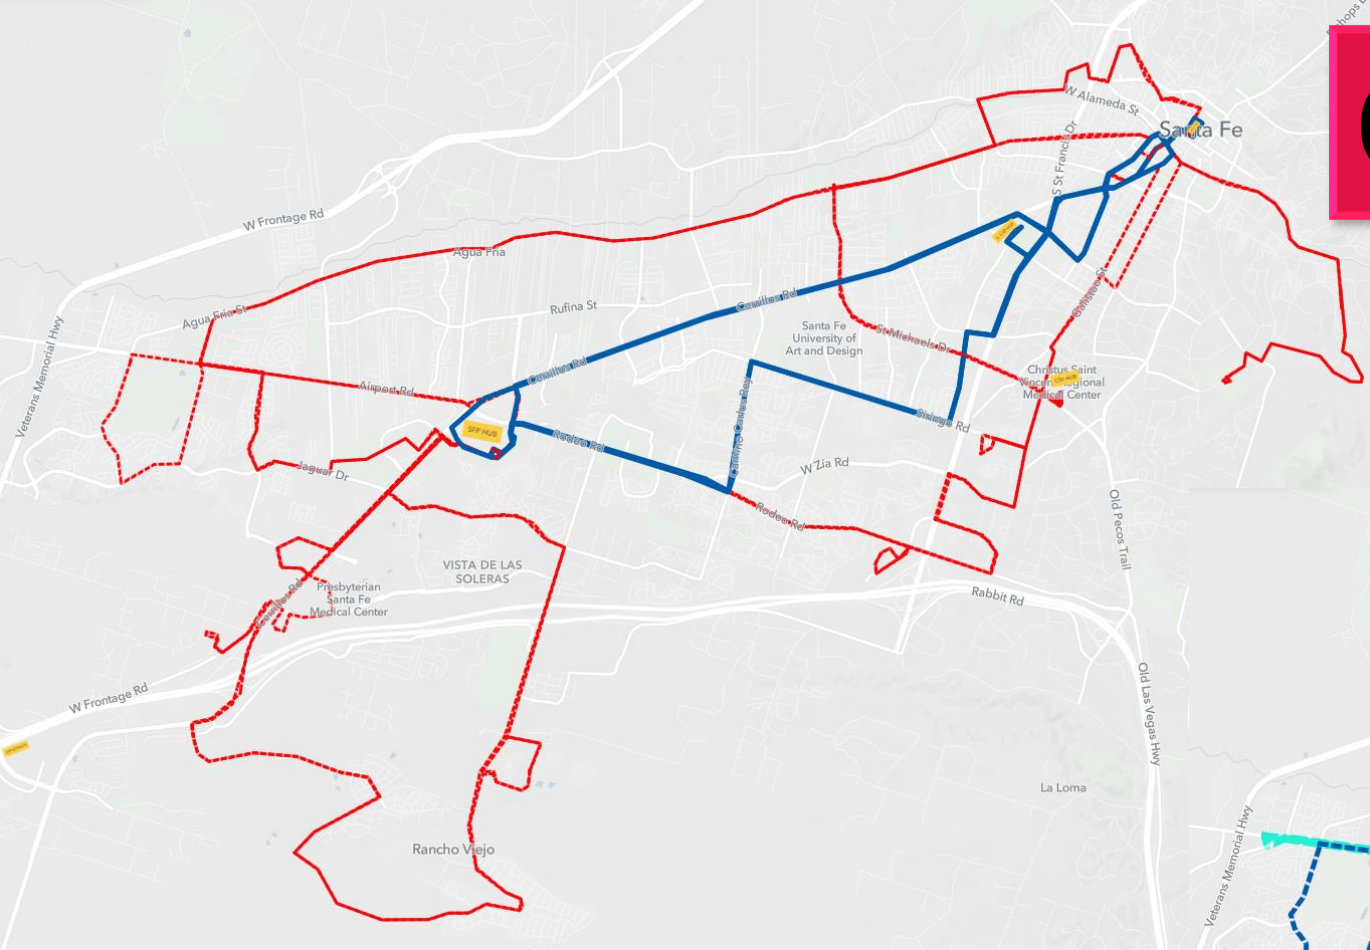 W Alameda St
Santa Fe
S St Francis Dr
W Frontage Rd
Agua Fria
Agua Fria St
Rufina St
Cerrillos Rd
Santa Fe
University of
Art and Design
St Michaels Dr
Galisteo St
Veterans Memorial Hwy
Airport Rd
Cerrillos Rd
Christus Saint
Vincent Regional
Medical Center
SFP HUB
Rodeo Rd
Camino Carlos Rey
Siringo Rd
Jaguar Dr
W Zia Rd
Rodeo Rd
Old Pecos Trail
VISTA DE LAS
SOLERAS
Presbyterian
Santa Fe
Medical Center
Cerrillos Rd
Rabbit Rd
W Frontage Rd
Old Las Vegas Hwy
La Loma
Rancho Viejo
Veterans Memorial Hwy